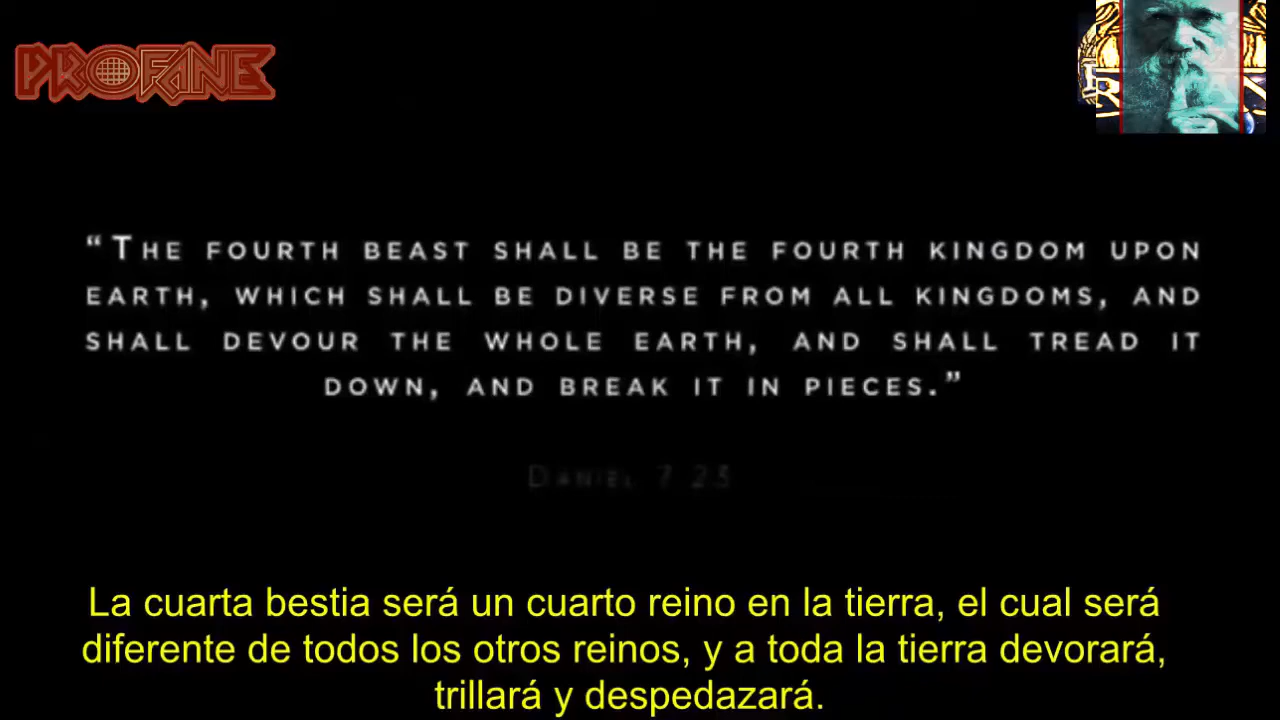 PROFANE
“The fourth beast shall be the fourth kingdom upon
earth, which shall be diverse from all kingdoms, and
shall devour the whole earth, and shall tread it
down, and break it in pieces.”
Daniel 7 23
La cuarta bestia será un cuarto reino en la tierra, el cual será
diferente de todos los otros reinos, y a toda la tierra devorará,
trillará y despedazará.